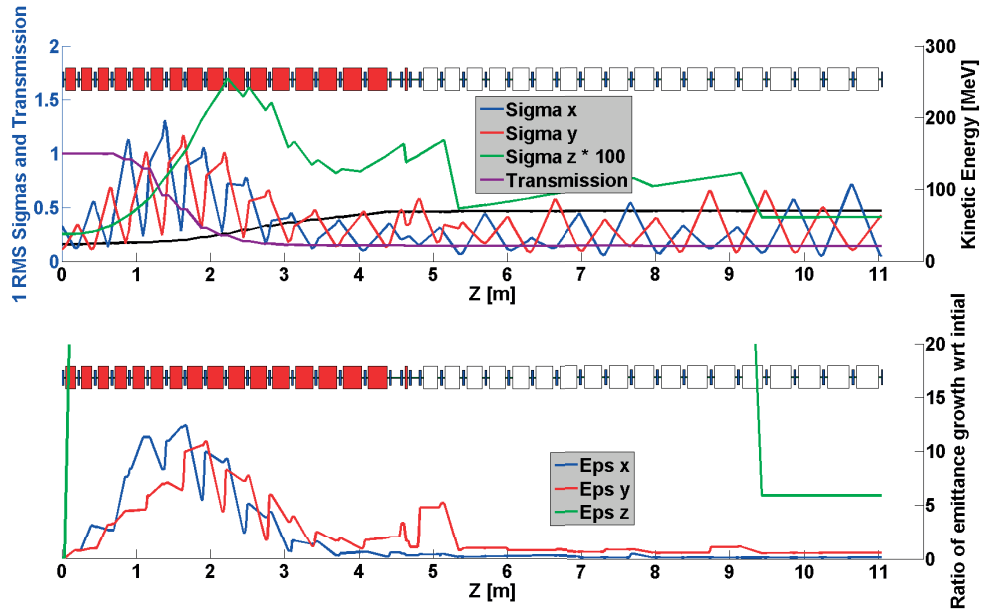 1 RMS Sigmas and Transmission
2
1.5
1
0.5
0
300
200
100
0
Kinetic Energy [MeV]
Sigma x
Sigma y
Sigma z * 100
Transmission
0 1 2 3 4 5 6 7 8 9 10 11
Z [m]
20
15
10
5
0
Ratio of emittance growth wrt intial
Eps x
Eps y
Eps z
0 1 2 3 4 5 6 7 8 9 10 11
Z [m]